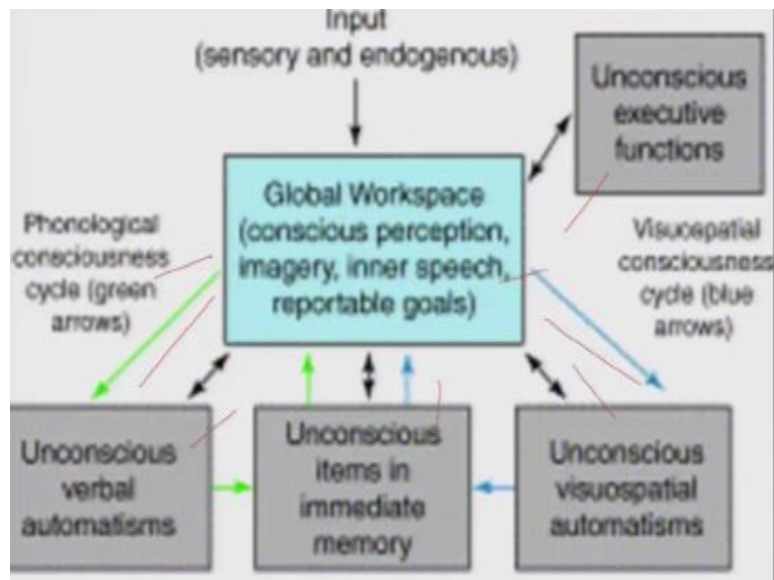 Input
(sensory and endogenous)
Unconscious
executive
functions
Global Workspace
(conscious perception,
imagery, inner speech,
reportable goals)
Phonological
consciousness
cycle (green
arrows)
Visuospatial
consciousness
cycle (blue
arrows)
Unconscious
verbal
automatisms
Unconscious
items in
immediate
memory
Unconscious
visuospatial
automatisms